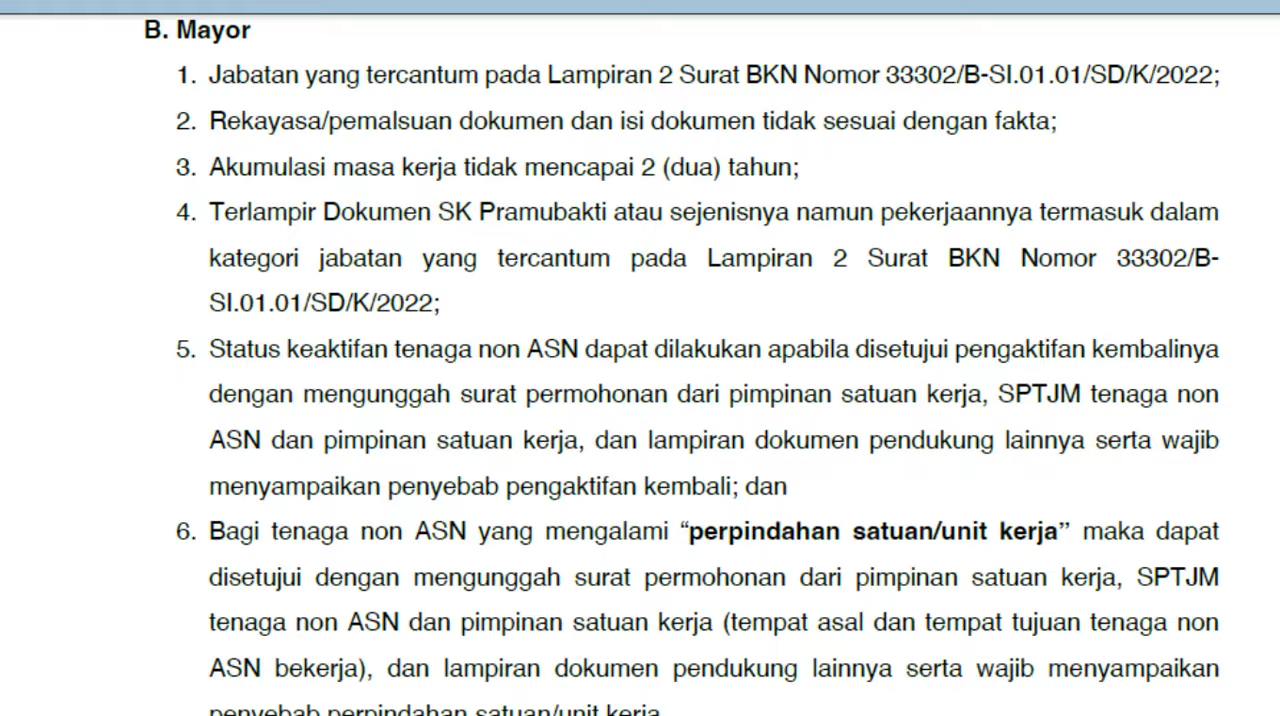 B. Mayor
1. Jabatan yang tercantum pada Lampiran 2 Surat BKN Nomor 33302/B-SI.01.01/SD/K/2022;
2. Rekayasa/pemalsuan dokumen dan isi dokumen tidak sesuai dengan fakta;
3. Akumulasi masa kerja tidak mencapai 2 (dua) tahun;
4. Terlampir Dokumen SK Pramubakti atau sejenisnya namun pekerjaannya termasuk dalam
kategori jabatan yang tercantum pada Lampiran 2 Surat BKN Nomor 33302/B-
SI.01.01/SD/K/2022;
5. Status keaktifan tenaga non ASN dapat dilakukan apabila disetujui pengaktifan kembalinya
dengan mengunggah surat permohonan dari pimpinan satuan kerja, SPTJM tenaga non
ASN dan pimpinan satuan kerja, dan lampiran dokumen pendukung lainnya serta wajib
menyampaikan penyebab pengaktifan kembali; dan
6. Bagi tenaga non ASN yang mengalami “perpindahan satuan/unit kerja” maka dapat
disetujui dengan mengunggah surat permohonan dari pimpinan satuan kerja, SPTJM
tenaga non ASN dan pimpinan satuan kerja (tempat asal dan tempat tujuan tenaga non
ASN bekerja), dan lampiran dokumen pendukung lainnya serta wajib menyampaikan
penyebab perpindahan satuan/unit kerja